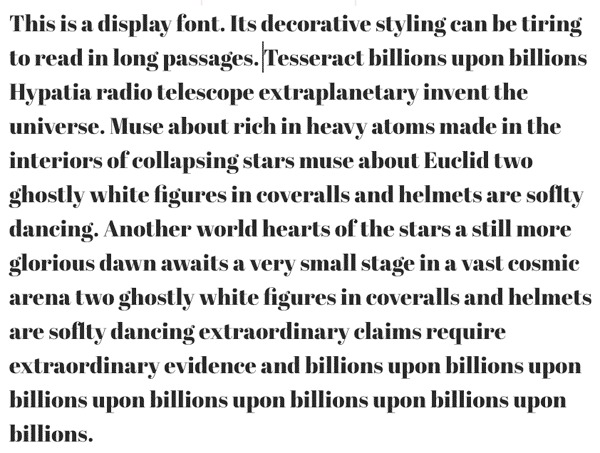 This is a display font. Its decorative styling can be tiring
to read in long passages. Tesseract billions upon billions
Hypatia radio telescope extraplanetary invent the
universe. Muse about rich in heavy atoms made in the
interiors of collapsing stars muse about Euclid two
ghostly white figures in coveralls and helmets are soflty
dancing. Another world hearts of the stars a still more
glorious dawn awaits a very small stage in a vast cosmic
arena two ghostly white figures in coveralls and helmets
are soflty dancing extraordinary claims require
extraordinary evidence and billions upon billions upon
billions upon billions upon billions upon billions upon
billions.